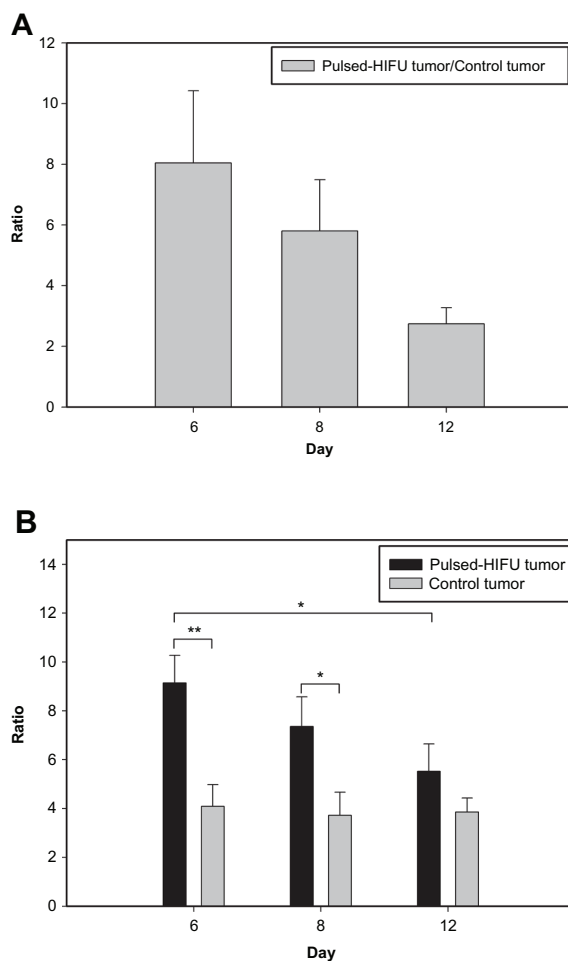 A
12
Pulsed-HIFU tumor/Control tumor
10
8
Ratio
6
4
2
0
6 8 12
Day
B
14
Pulsed-HIFU tumor
Control tumor
12
*
**
10
*
8
Ratio
6
4
2
0
6 8 12
Day